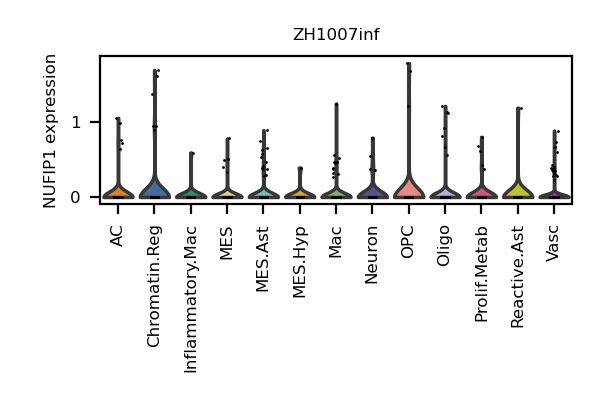 ZH1007inf
NUFIP1 expression
1
0
AC
Chromatin.Reg
Inflammatory.Mac
MES
MES.Ast
MES.Hyp
Mac
Neuron
OPC
Oligo
Prolif.Metab
Reactive.Ast
Vasc